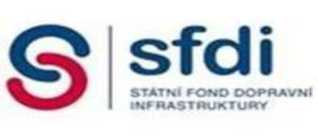 sfdi
STÁTNÍ FOND DOPRAVNÍ
INFRASTRUKTURY